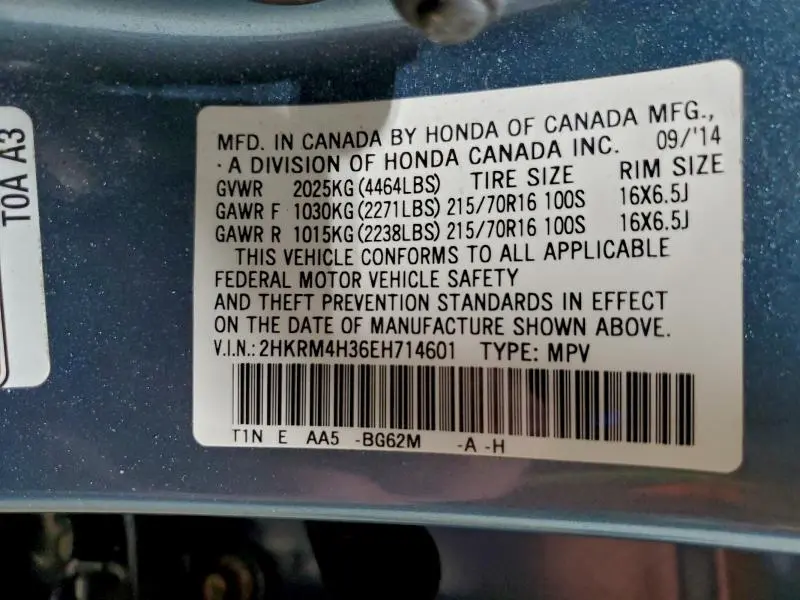 T0A A3
MFD. IN CANADA BY HONDA OF CANADA MFG.,
· A DIVISION OF HONDA CANADA INC. 09/'14
GVWR 2025KG (4464LBS) TIRE SIZE RIM SIZE
GAWR F 1030KG (2271LBS) 215/70R16 100S 16X6.5J
GAWR R 1015KG (2238LBS) 215/70R16 100S 16X6.5J
THIS VEHICLE CONFORMS TO ALL APPLICABLE
FEDERAL MOTOR VEHICLE SAFETY
AND THEFT PREVENTION STANDARDS IN EFFECT
ON THE DATE OF MANUFACTURE SHOWN ABOVE.
V.I.N.: 2HKRM4H36EH714601 TYPE: MPV
T1N E AA5 -BG62M -A -H